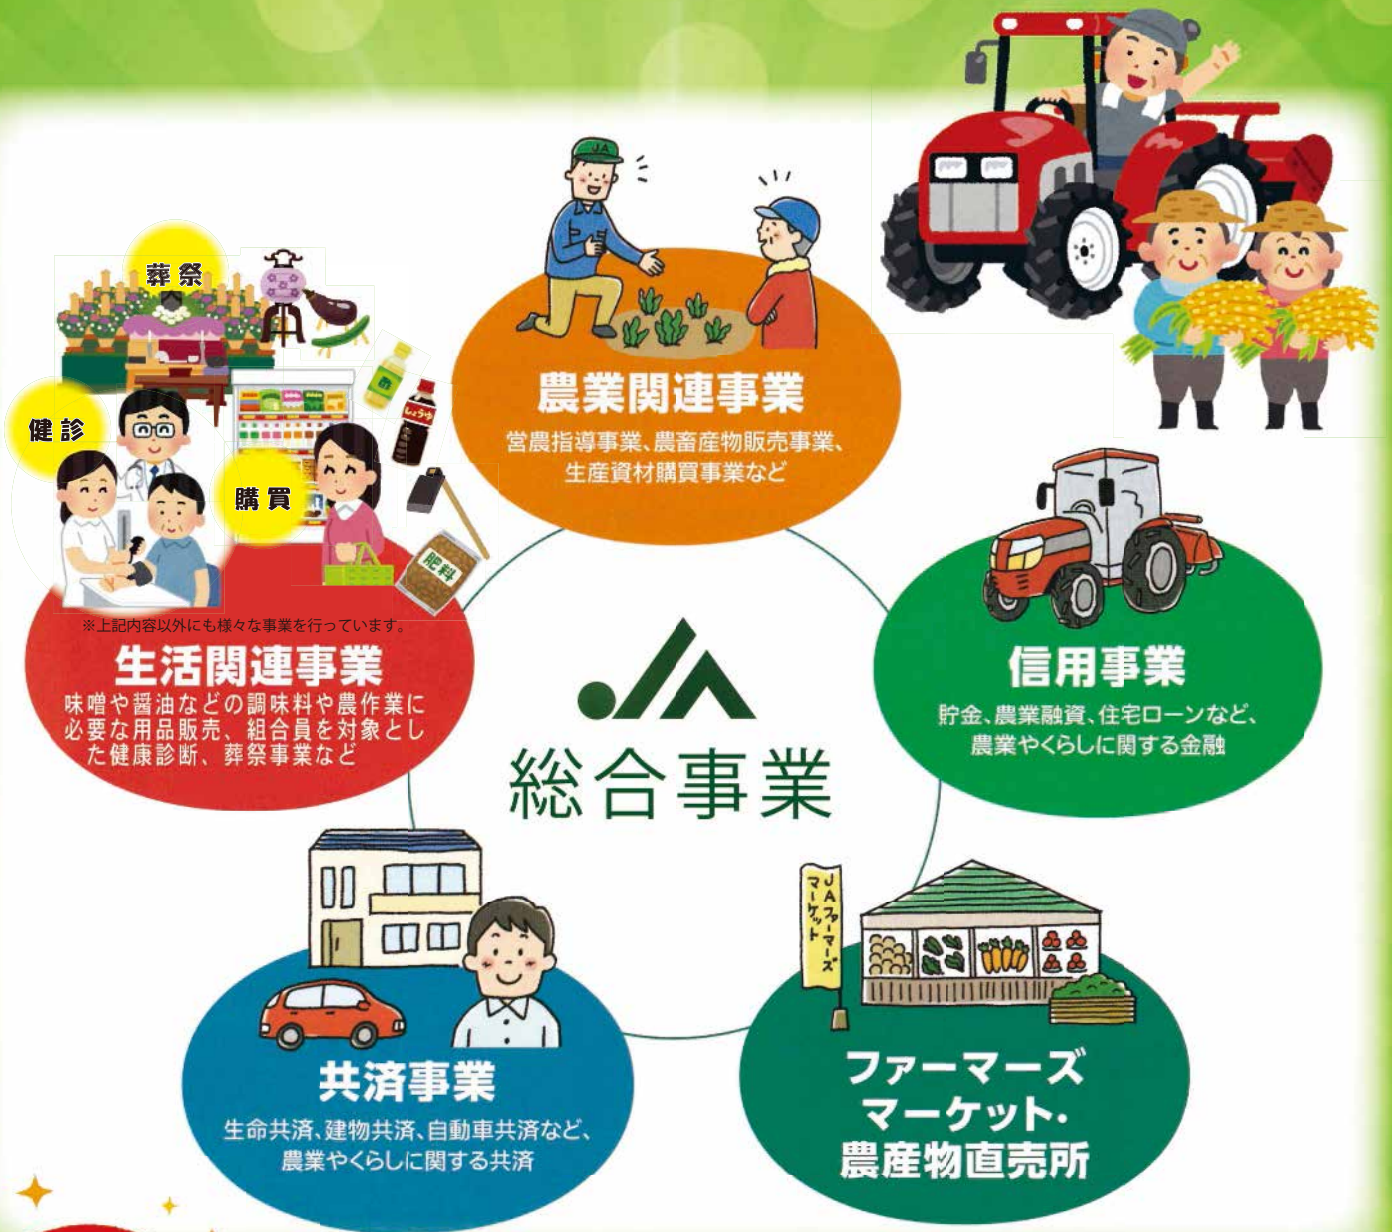 JA
農業関連事業
営農指導事業、農畜産物販売事業、
生産資材購買事業など
葬祭
健診
購買
しょうゆ
肥料
※上記内容以外にも様々な事業を行っています。
生活関連事業
味噌や醤油などの調味料や農作業に
必要な用品販売、組合員を対象とし
た健康診断、葬祭事業など
信用事業
貯金、農業融資、住宅ローンなど、
農業やくらしに関する金融
JA
総合事業
共済事業
生命共済、建物共済、自動車共済など、
農業やくらしに関する共済
JAファーマーズ
マーケット
ファーマーズ
マーケット・
農産物直売所